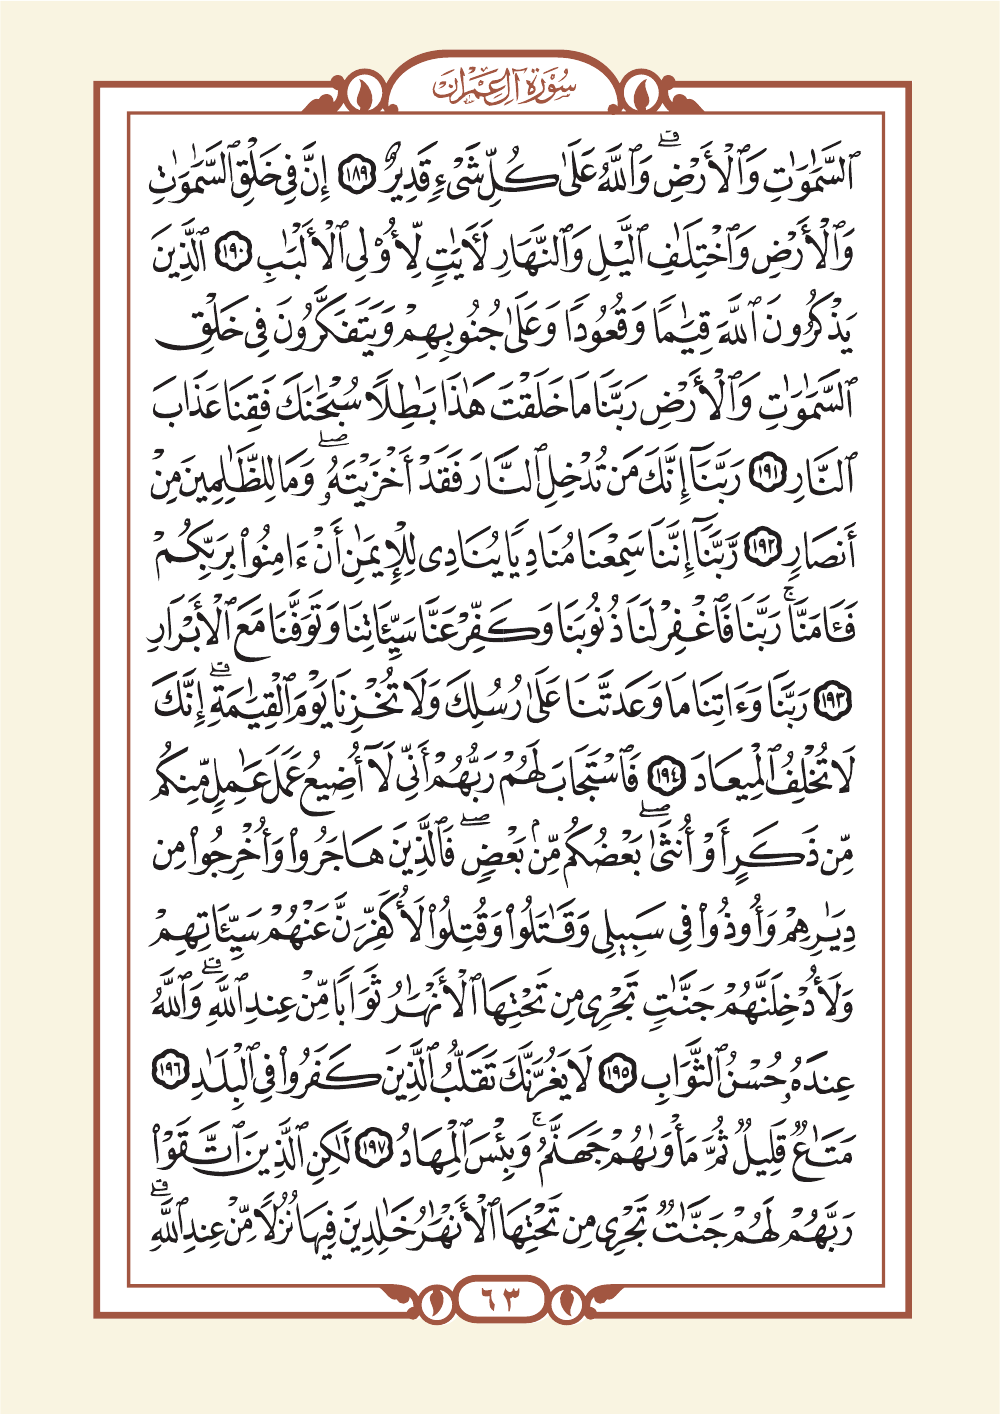 سُورَةُ آلِ عِمْرَانَ
ٱلسَّمَٰوَٰتِ وَٱلْأَرْضِۗ وَٱللَّهُ عَلَىٰ كُلِّ شَىْءٍ قَدِيرٌ ١٨٩ إِنَّ فِى خَلْقِ ٱلسَّمَٰوَٰتِ
وَٱلْأَرْضِ وَٱخْتِلَٰفِ ٱلَّيْلِ وَٱلنَّهَارِ لَـَٔايَٰتٍ لِّأُو۟لِى ٱلْأَلْبَٰبِ ١٩٠ ٱلَّذِينَ
يَذْكُرُونَ ٱللَّهَ قِيَٰمًا وَقُعُودًا وَعَلَىٰ جُنُوبِهِمْ وَيَتَفَكَّرُونَ فِى خَلْقِ
ٱلسَّمَٰوَٰتِ وَٱلْأَرْضِ رَبَّنَا مَا خَلَقْتَ هَٰذَا بَٰطِلًا سُبْحَٰنَكَ فَقِنَا عَذَابَ
ٱلنَّارِ ١٩١ رَبَّنَآ إِنَّكَ مَن تُدْخِلِ ٱلنَّارَ فَقَدْ أَخْزَيْتَهُۥۖ وَمَا لِلظَّٰلِمِينَ مِنْ
أَنصَارٍ ١٩٢ رَّبَّنَآ إِنَّنَا سَمِعْنَا مُنَادِيًا يُنَادِى لِلْإِيمَٰنِ أَنْ ءَامِنُوا۟ بِرَبِّكُمْ
فَـَٔامَنَّاۚ رَبَّنَا فَٱغْفِرْ لَنَا ذُنُوبَنَا وَكَفِّرْ عَنَّا سَيِّـَٔاتِنَا وَتَوَفَّنَا مَعَ ٱلْأَبْرَارِ
١٩٣ رَبَّنَا وَءَاتِنَا مَا وَعَدتَّنَا عَلَىٰ رُسُلِكَ وَلَا تُخْزِنَا يَوْمَ ٱلْقِيَٰمَةِۗ إِنَّكَ
لَا تُخْلِفُ ٱلْمِيعَادَ ١٩٤ فَٱسْتَجَابَ لَهُمْ رَبُّهُمْ أَنِّى لَآ أُضِيعُ عَمَلَ عَٰمِلٍ مِّنكُم
مِّن ذَكَرٍ أَوْ أُنثَىٰۖ بَعْضُكُم مِّنۢ بَعْضٍۖ فَٱلَّذِينَ هَاجَرُوا۟ وَأُخْرِجُوا۟ مِن
دِيَٰرِهِمْ وَأُوذُوا۟ فِى سَبِيلِى وَقَٰتَلُوا۟ وَقُتِلُوا۟ لَأُكَفِّرَنَّ عَنْهُمْ سَيِّـَٔاتِهِمْ
وَلَأُدْخِلَنَّهُمْ جَنَّٰتٍ تَجْرِى مِن تَحْتِهَا ٱلْأَنْهَٰرُ ثَوَابًا مِّنْ عِندِ ٱللَّهِۗ وَٱللَّهُ
عِندَهُۥ حُسْنُ ٱلثَّوَابِ ١٩٥ لَا يَغُرَّنَّكَ تَقَلُّبُ ٱلَّذِينَ كَفَرُوا۟ فِى ٱلْبِلَٰدِ ١٩٦
مَتَٰعٌ قَلِيلٌ ثُمَّ مَأْوَىٰهُمْ جَهَنَّمُۚ وَبِئْسَ ٱلْمِهَادُ ١٩٧ لَٰكِنِ ٱلَّذِينَ ٱتَّقَوْا۟
رَبَّهُمْ لَهُمْ جَنَّٰتٌ تَجْرِى مِن تَحْتِهَا ٱلْأَنْهَٰرُ خَٰلِدِينَ فِيهَا نُزُلًا مِّنْ عِندِ ٱللَّهِۗ
٦٣